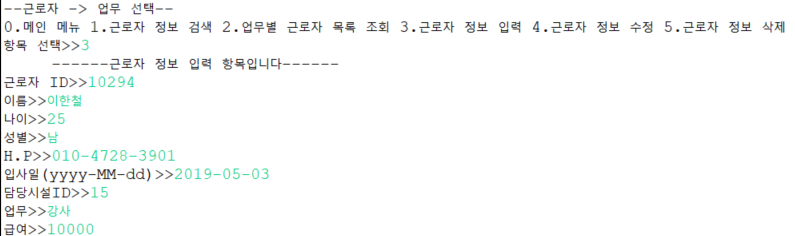 --근로자 -> 업무 선택--
0.메인 메뉴 1.근로자 정보 검색 2.업무별 근로자 목록 조회 3.근로자 정보 입력 4.근로자 정보 수정 5.근로자 정보 삭제
항목 선택>>3
------근로자 정보 입력 항목입니다------
근로자 ID>>10294
이름>>이한철
나이>>25
성별>>남
H.P>>010-4728-3901
입사일(yyyy-MM-dd)>>2019-05-03
담당시설ID>>15
업무>>강사
급여>>10000